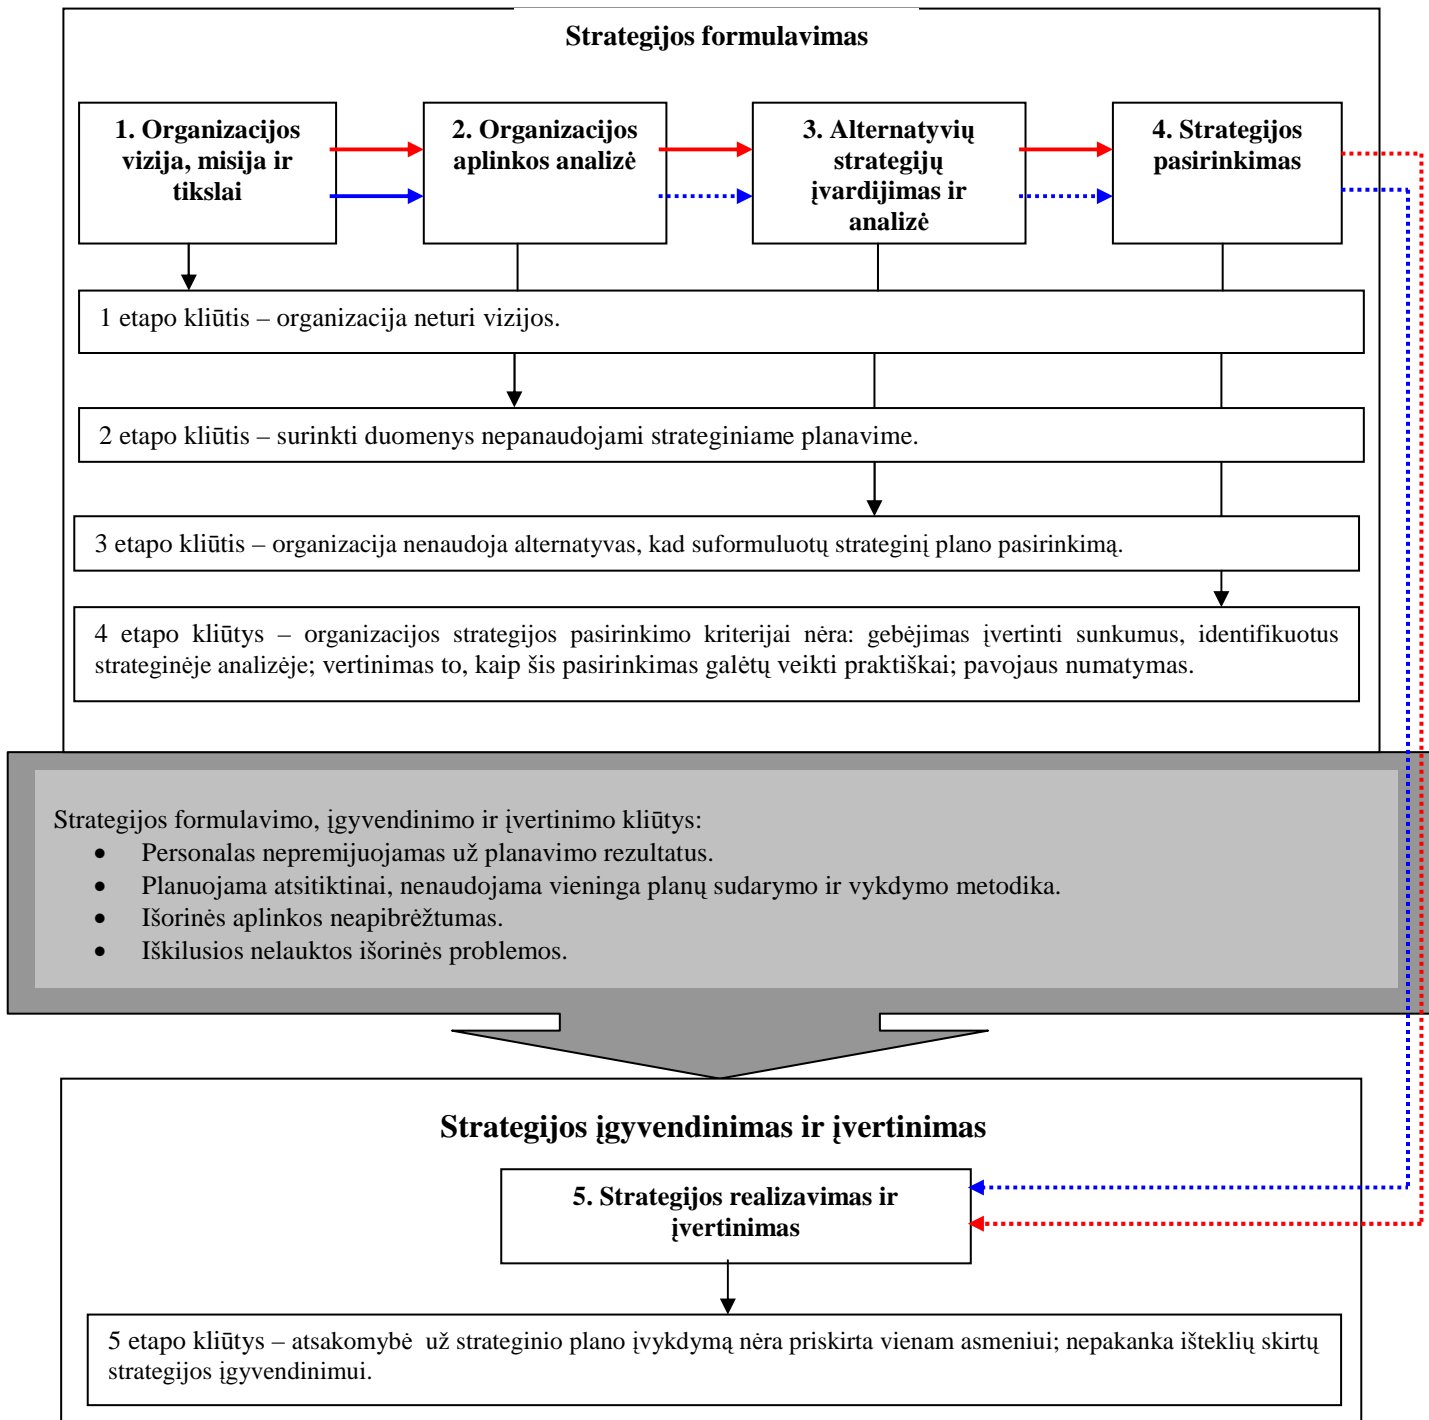 Strategijos formulavimas
1. Organizacijos
vizija, misija ir
tikslai
2. Organizacijos
aplinkos analizė
3. Alternatyvių
strategijų
įvardijimas ir
analizė
4. Strategijos
pasirinkimas
1 etapo kliūtis – organizacija neturi vizijos.
2 etapo kliūtis – surinkti duomenys nepanaudojami strateginiame planavime.
3 etapo kliūtis – organizacija nenaudoja alternatyvas, kad suformuluotų strateginį plano pasirinkimą.
4 etapo kliūtys – organizacijos strategijos pasirinkimo kriterijai nėra: gebėjimas įvertinti sunkumus, identifikuotus
strateginėje analizėje; vertinimas to, kaip šis pasirinkimas galėtų veikti praktiškai; pavojaus numatymas.
Strategijos formulavimo, įgyvendinimo ir įvertinimo kliūtys:
• Personalas nepremijuojamas už planavimo rezultatus.
• Planuojama atsitiktinai, nenaudojama vieninga planų sudarymo ir vykdymo metodika.
• Išorinės aplinkos neapibrėžtumas.
• Iškilusios nelauktos išorinės problemos.
Strategijos įgyvendinimas ir įvertinimas
5. Strategijos realizavimas ir
įvertinimas
5 etapo kliūtys – atsakomybė už strateginio plano įvykdymą nėra priskirta vienam asmeniui; nepakanka išteklių skirtų
strategijos įgyvendinimui.